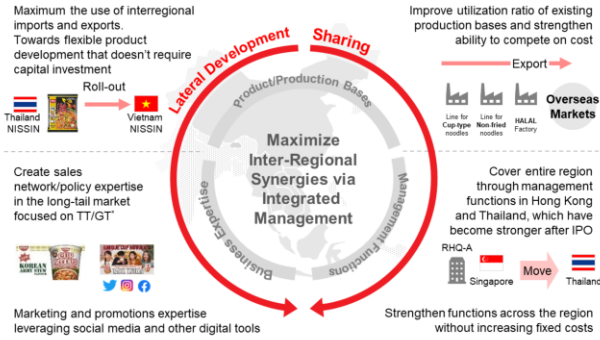 Maximum the use of interregional
imports and exports.
Towards flexible product
development that doesn't require
capital investment
Roll-out
Thailand
NISSIN
Vietnam
NISSIN
Create sales
network/policy expertise
in the long-tail market
focused on TT/GT*
KOREAN
ARMY STEW
Marketing and promotions expertise
leveraging social media and other digital tools
Lateral Development
Sharing
Product/Production Bases
Business Expertise
Management Functions
Maximize
Inter-Regional
Synergies via
Integrated
Management
Improve utilization ratio of existing
production bases and strengthen
ability to compete on cost
Export
Line for
Cup-type
noodles
Line for
Non-fried
noodles
HALAL
Factory
Overseas
Markets
Cover entire region
through management
functions in Hong Kong
and Thailand, which have
become stronger after IPO
RHQ-A
Singapore
Move
Thailand
Strengthen functions across the region
without increasing fixed costs